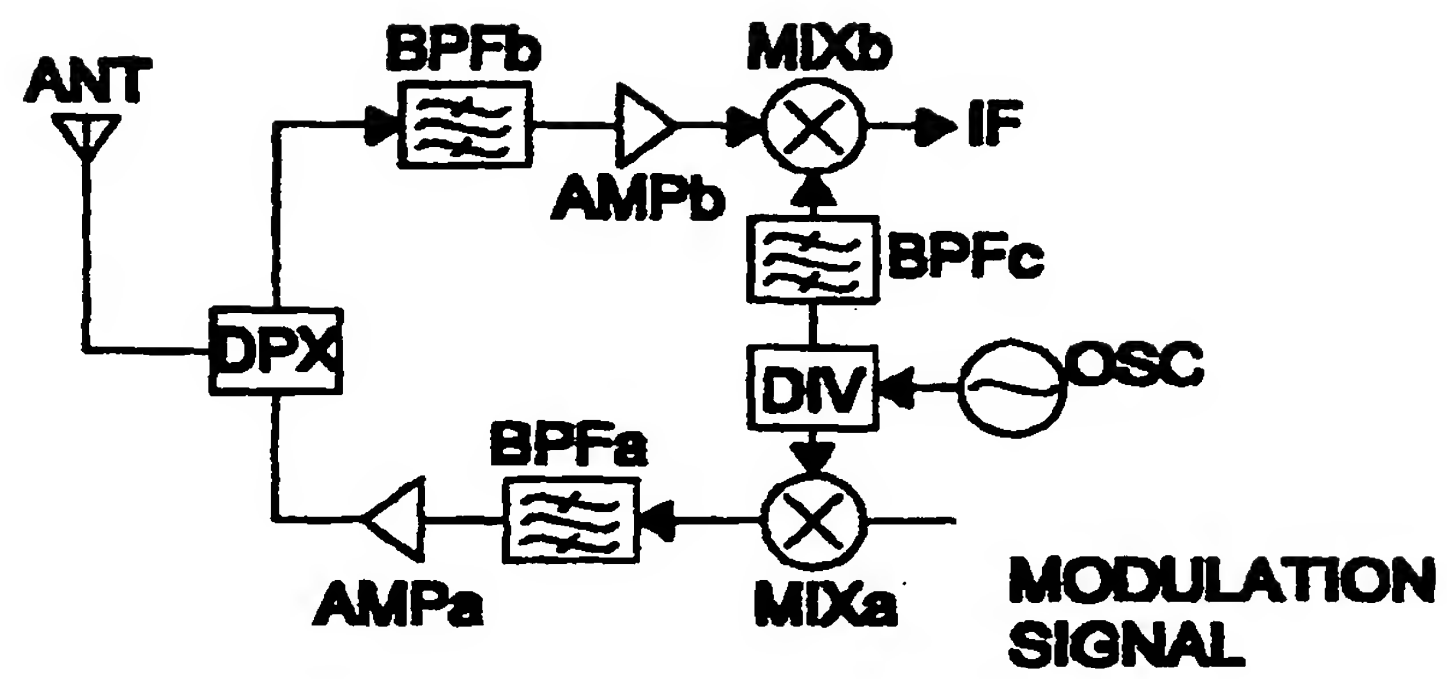 ANT
BPFb
MIXb
IF
AMPb
BPFc
DPX
DIV
OSC
BPFa
AMPa
MIXa
MODULATION
SIGNAL